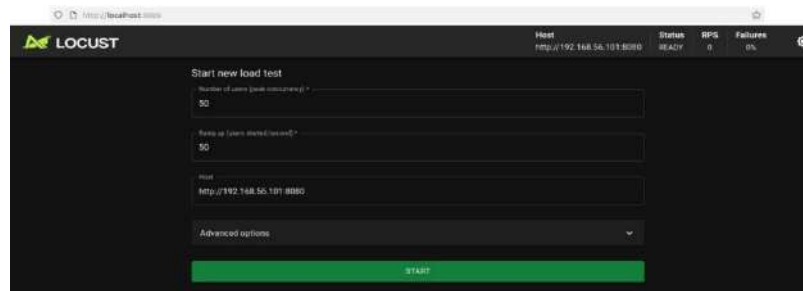 http://localhost:8089
LOCUST
Host
http://192.168.56.101:8080
Status
READY
RPS
0
Failures
0%
Start new load test
Number of users (peak concurrency) *
50
Ramp up (users started/second) *
50
Host
http://192.168.56.101:8080
Advanced options
START